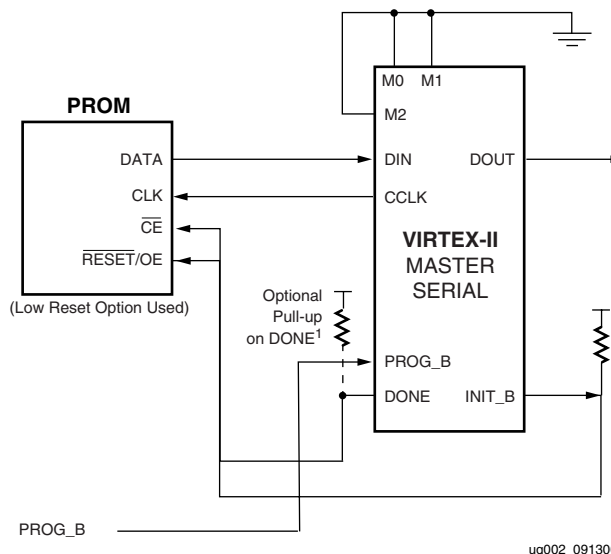 M0 M1
M2
PROM
DATA
CLK
CE
RESET/OE
(Low Reset Option Used)
DIN
DOUT
CCLK
VIRTEX-II
MASTER
SERIAL
Optional
Pull-up
on DONE1
PROG_B
DONE
INIT_B
PROG_B
ug002_09130